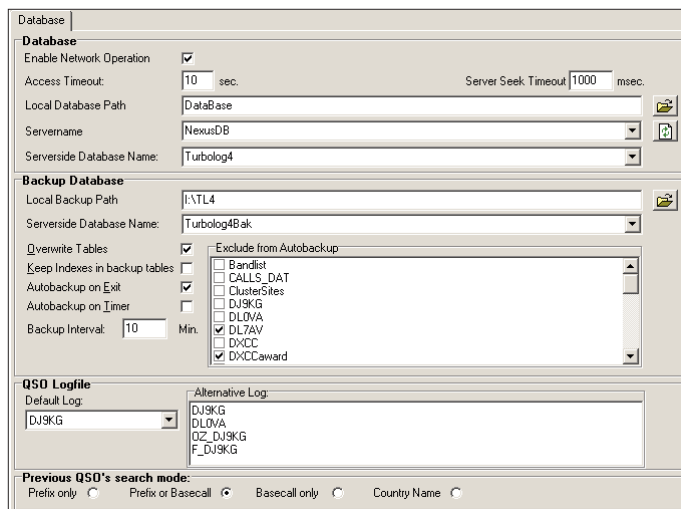 Database
Database
Enable Network Operation
Access Timeout: 10 sec. Server Seek Timeout 1000 msec.
Local Database Path DataBase
Servername NexusDB
Serverside Database Name: Turbolog4
Backup Database
Local Backup Path I:\TL4
Serverside Database Name: Turbolog4Bak
Overwrite Tables
Keep Indexes in backup tables
Autobackup on Exit
Autobackup on Timer
Backup Interval: 10 Min.
Exclude from Autobackup
Bandlist
CALLS_DAT
ClusterSites
DJ9KG
DL0VA
DL7AV
DXCC
DXCCaward
QSO Logfile
Default Log:
DJ9KG
Alternative Log:
DJ9KG
DL0VA
OZ_DJ9KG
F_DJ9KG
Previous QSO's search mode:
Prefix only Prefix or Basecall Basecall only Country Name